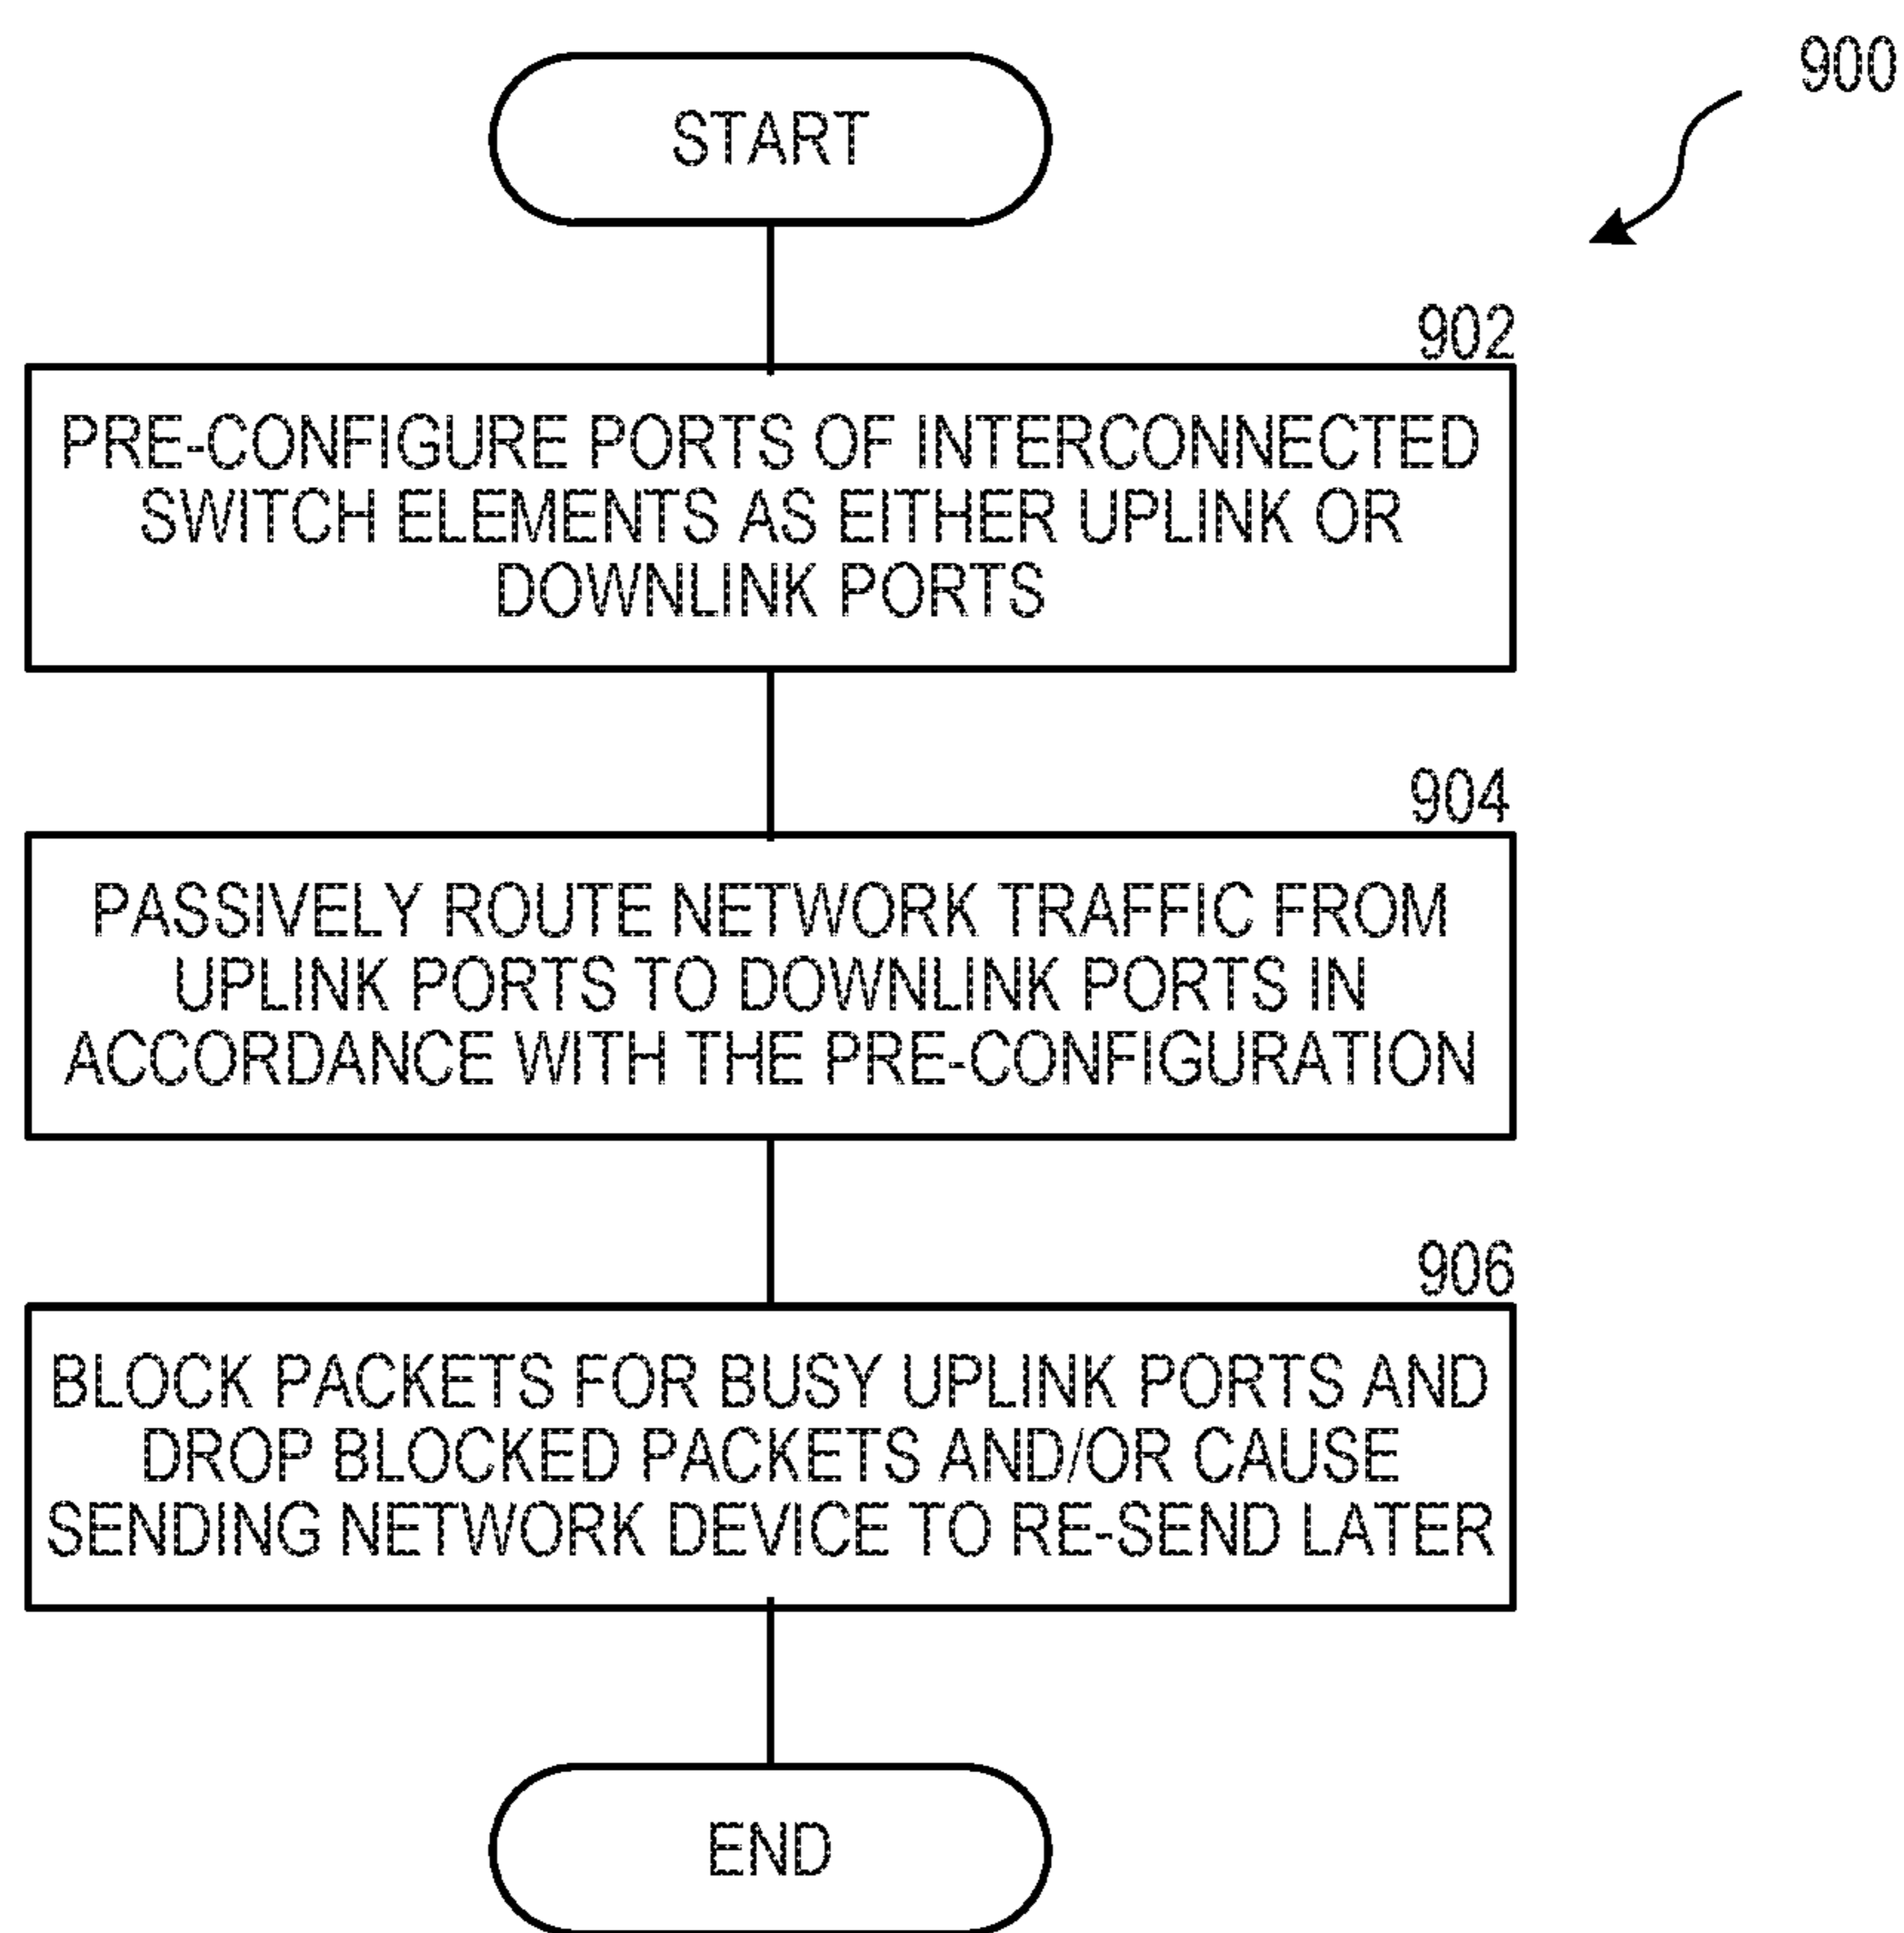 900
START
902
PRE-CONFIGURE PORTS OF INTERCONNECTED
SWITCH ELEMENTS AS EITHER UPLINK OR
DOWNLINK PORTS
904
PASSIVELY ROUTE NETWORK TRAFFIC FROM
UPLINK PORTS TO DOWNLINK PORTS IN
ACCORDANCE WITH THE PRE-CONFIGURATION
906
BLOCK PACKETS FOR BUSY UPLINK PORTS AND
DROP BLOCKED PACKETS AND/OR CAUSE
SENDING NETWORK DEVICE TO RE-SEND LATER
END